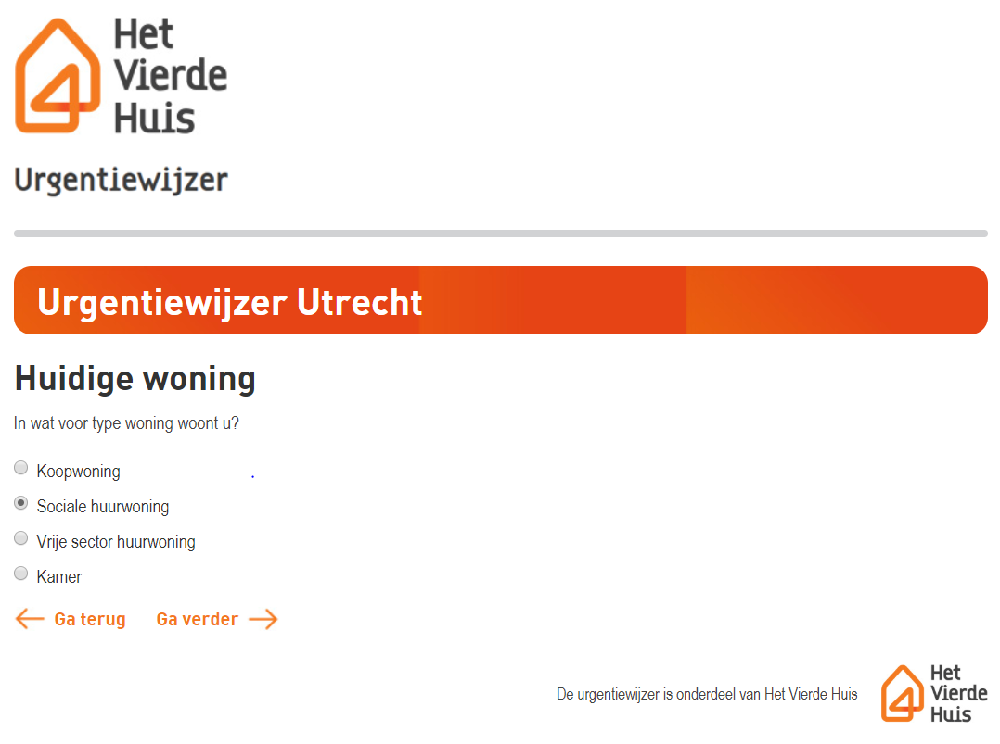 Het
Vierde
Huis
Urgentiewijzer
Urgentiewijzer Utrecht
Huidige woning
In wat voor type woning woont u?
Koopwoning
.
Sociale huurwoning
Vrije sector huurwoning
Kamer
Ga terug Ga verder
De urgentiewijzer is onderdeel van Het Vierde Huis
Het
Vierde
Huis